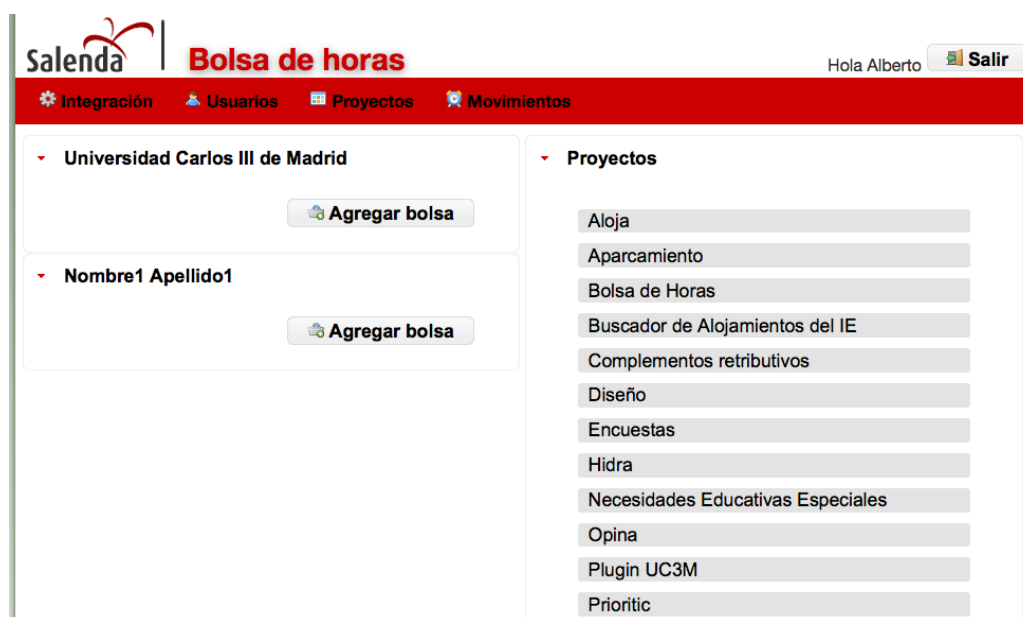 Salenda
Bolsa de horas
Hola Alberto
Salir
Integración
Usuarios
Proyectos
Movimientos
Universidad Carlos III de Madrid
Agregar bolsa
Nombre1 Apellido1
Agregar bolsa
Proyectos
Aloja
Aparcamiento
Bolsa de Horas
Buscador de Alojamientos del IE
Complementos retributivos
Diseño
Encuestas
Hidra
Necesidades Educativas Especiales
Opina
Plugin UC3M
Prioritic